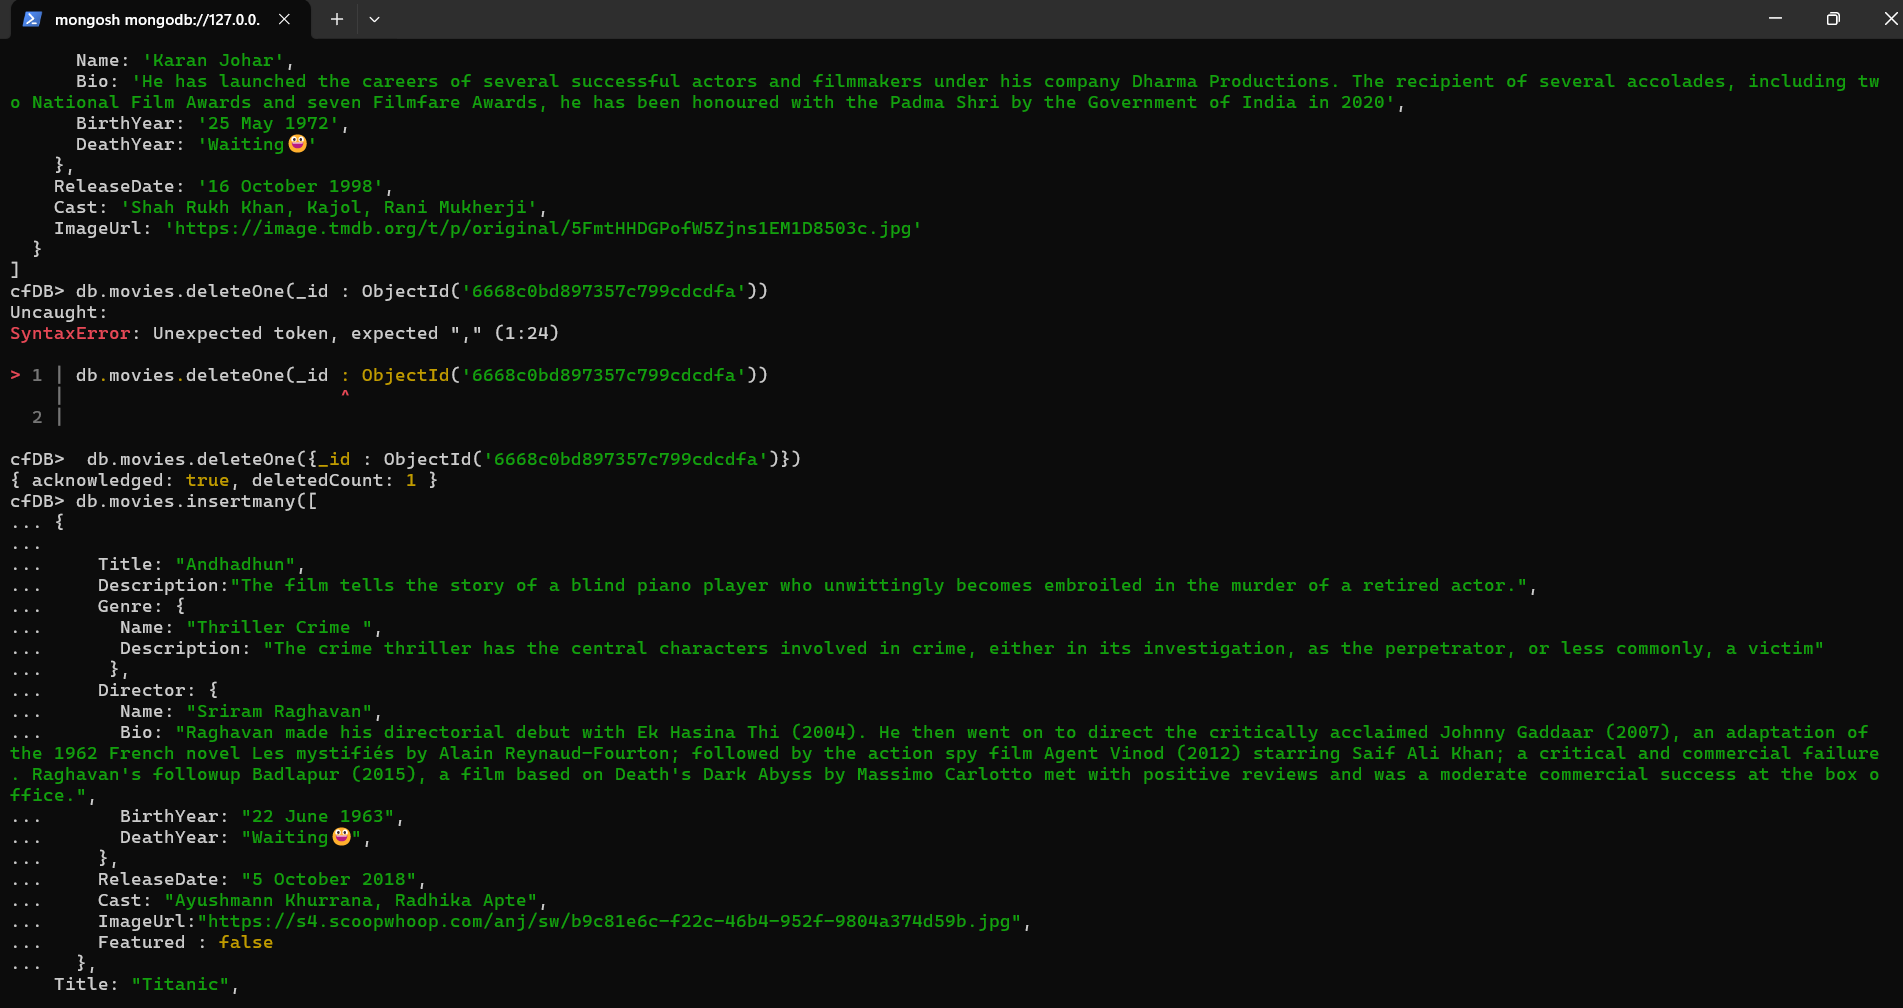 mongosh mongodb://127.0.0.
Name: 'Karan Johar',
Bio: 'He has launched the careers of several successful actors and filmmakers under his company Dharma Productions. The recipient of several accolades, including tw
o National Film Awards and seven Filmfare Awards, he has been honoured with the Padma Shri by the Government of India in 2020',
BirthYear: '25 May 1972',
DeathYear: 'Waiting😀'
},
ReleaseDate: '16 October 1998',
Cast: 'Shah Rukh Khan, Kajol, Rani Mukherji',
ImageUrl: 'https://image.tmdb.org/t/p/original/5FmtHHDGPofW5Zjns1EM1D8503c.jpg'
}
]
cfDB> db.movies.deleteOne(_id : ObjectId('6668c0bd897357c799cdcdfa'))
Uncaught:
SyntaxError: Unexpected token, expected "," (1:24)
> 1 | db.movies.deleteOne(_id : ObjectId('6668c0bd897357c799cdcdfa'))
| ^
2 |
cfDB>  db.movies.deleteOne({_id : ObjectId('6668c0bd897357c799cdcdfa')})
{ acknowledged: true, deletedCount: 1 }
cfDB> db.movies.insertmany([
... {
...
... Title: "Andhadhun",
... Description:"The film tells the story of a blind piano player who unwittingly becomes embroiled in the murder of a retired actor.",
... Genre: {
... Name: "Thriller Crime ",
... Description: "The crime thriller has the central characters involved in crime, either in its investigation, as the perpetrator, or less commonly, a victim"
... },
... Director: {
... Name: "Sriram Raghavan",
... Bio: "Raghavan made his directorial debut with Ek Hasina Thi (2004). He then went on to direct the critically acclaimed Johnny Gaddaar (2007), an adaptation of
the 1962 French novel Les mystifiés by Alain Reynaud-Fourton; followed by the action spy film Agent Vinod (2012) starring Saif Ali Khan; a critical and commercial failure
. Raghavan's followup Badlapur (2015), a film based on Death's Dark Abyss by Massimo Carlotto met with positive reviews and was a moderate commercial success at the box o
ffice.",
... BirthYear: "22 June 1963",
... DeathYear: "Waiting😀",
... },
... ReleaseDate: "5 October 2018",
... Cast: "Ayushmann Khurrana, Radhika Apte",
... ImageUrl:"https://s4.scoopwhoop.com/anj/sw/b9c81e6c-f22c-46b4-952f-9804a374d59b.jpg",
... Featured : false
... },
Title: "Titanic",